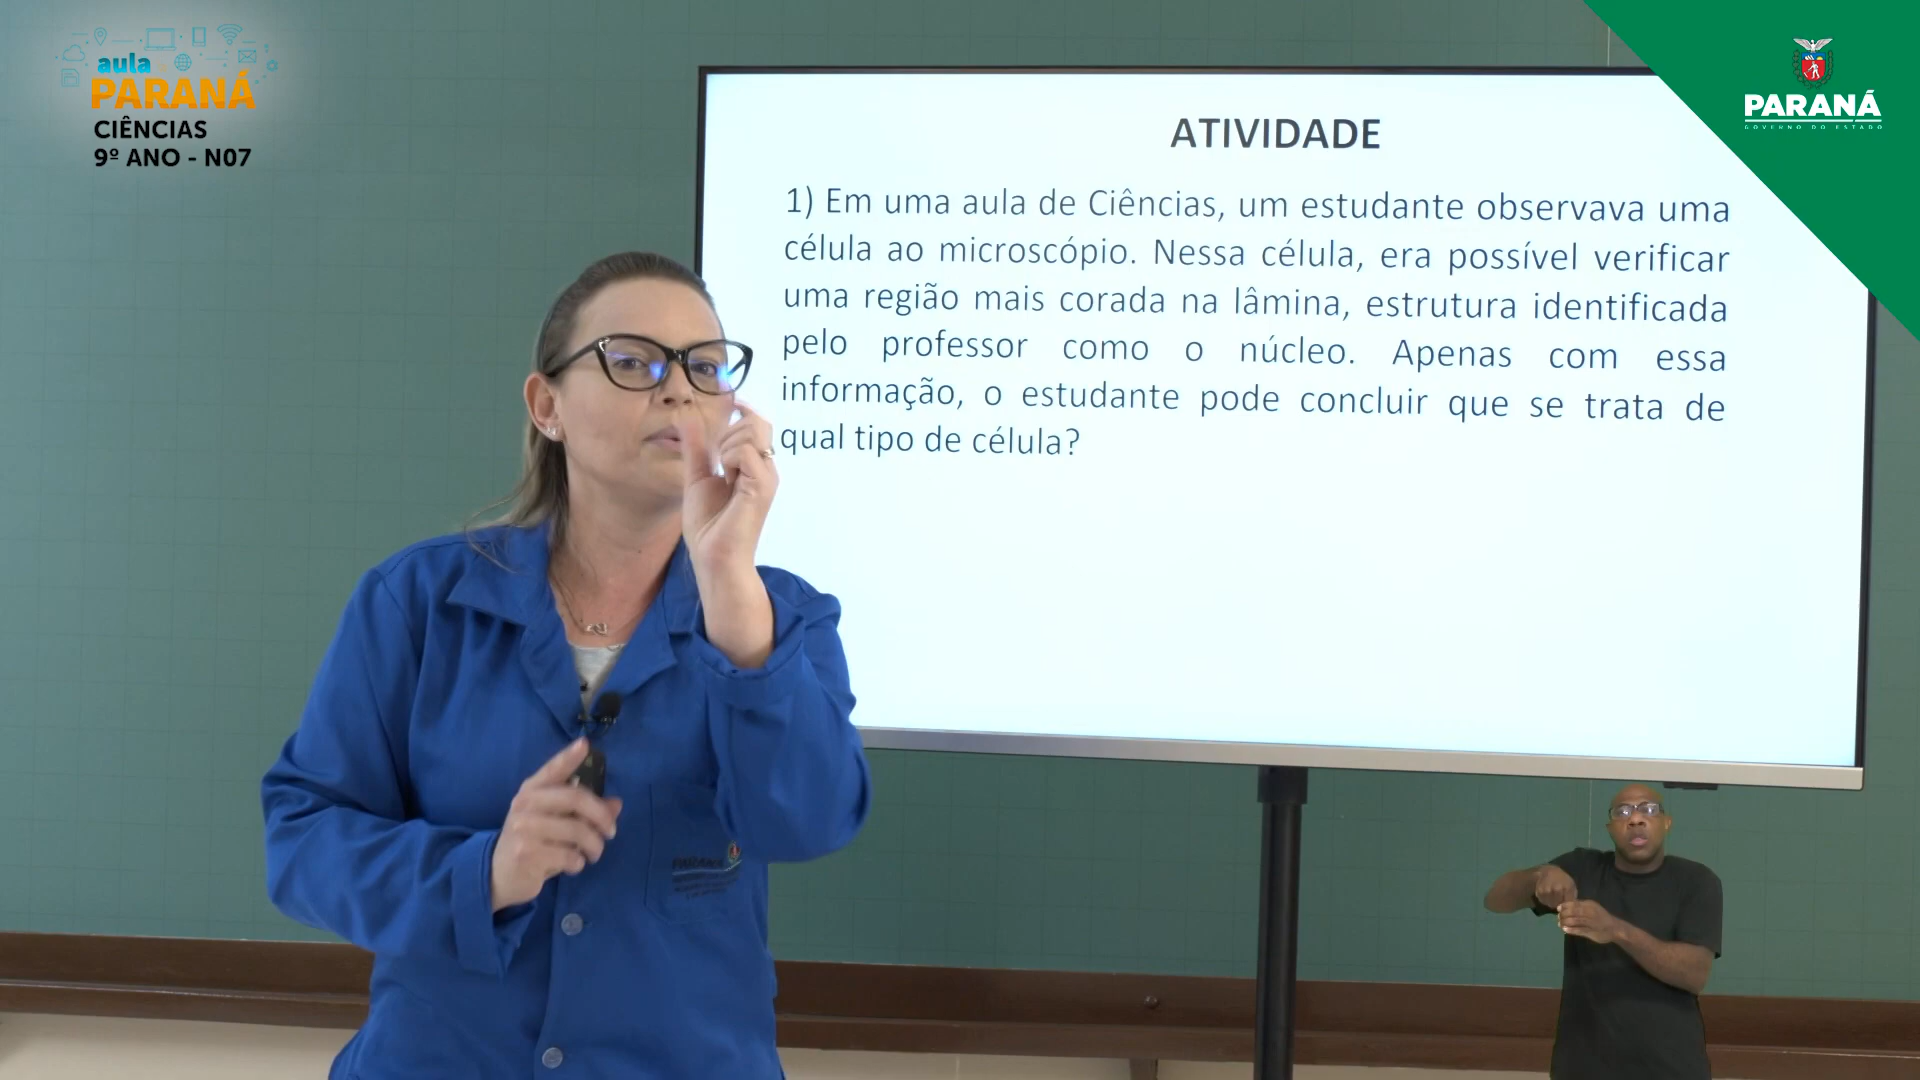 aula
PARANÁ
CIÊNCIAS
9º ANO - N07
PARANÁ
GOVERNO DO ESTADO
ATIVIDADE
1) Em uma aula de Ciências, um estudante observava uma
célula ao microscópio. Nessa célula, era possível verificar
uma região mais corada na lâmina, estrutura identificada
pelo professor como o núcleo. Apenas com essa
informação, o estudante pode concluir que se trata de
qual tipo de célula?
PARANÁ